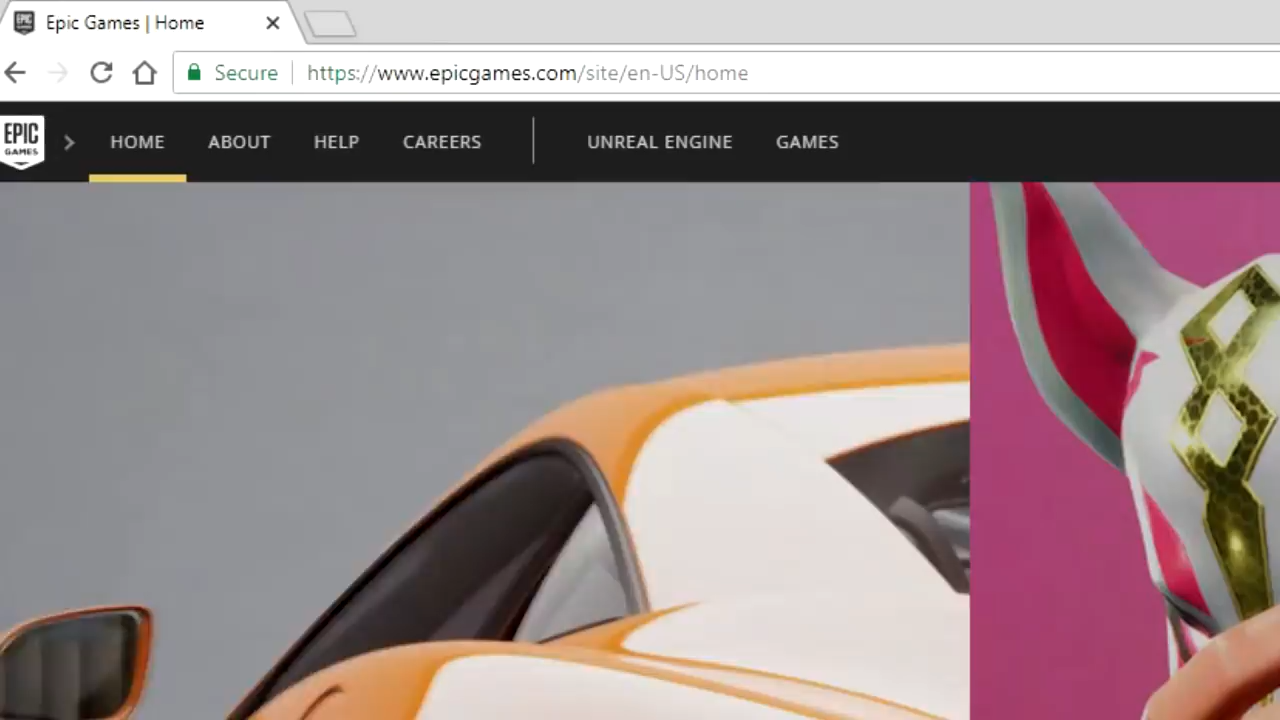 Epic Games | Home
Secure https://www.epicgames.com/site/en-US/home
EPIC GAMES HOME ABOUT HELP CAREERS UNREAL ENGINE GAMES